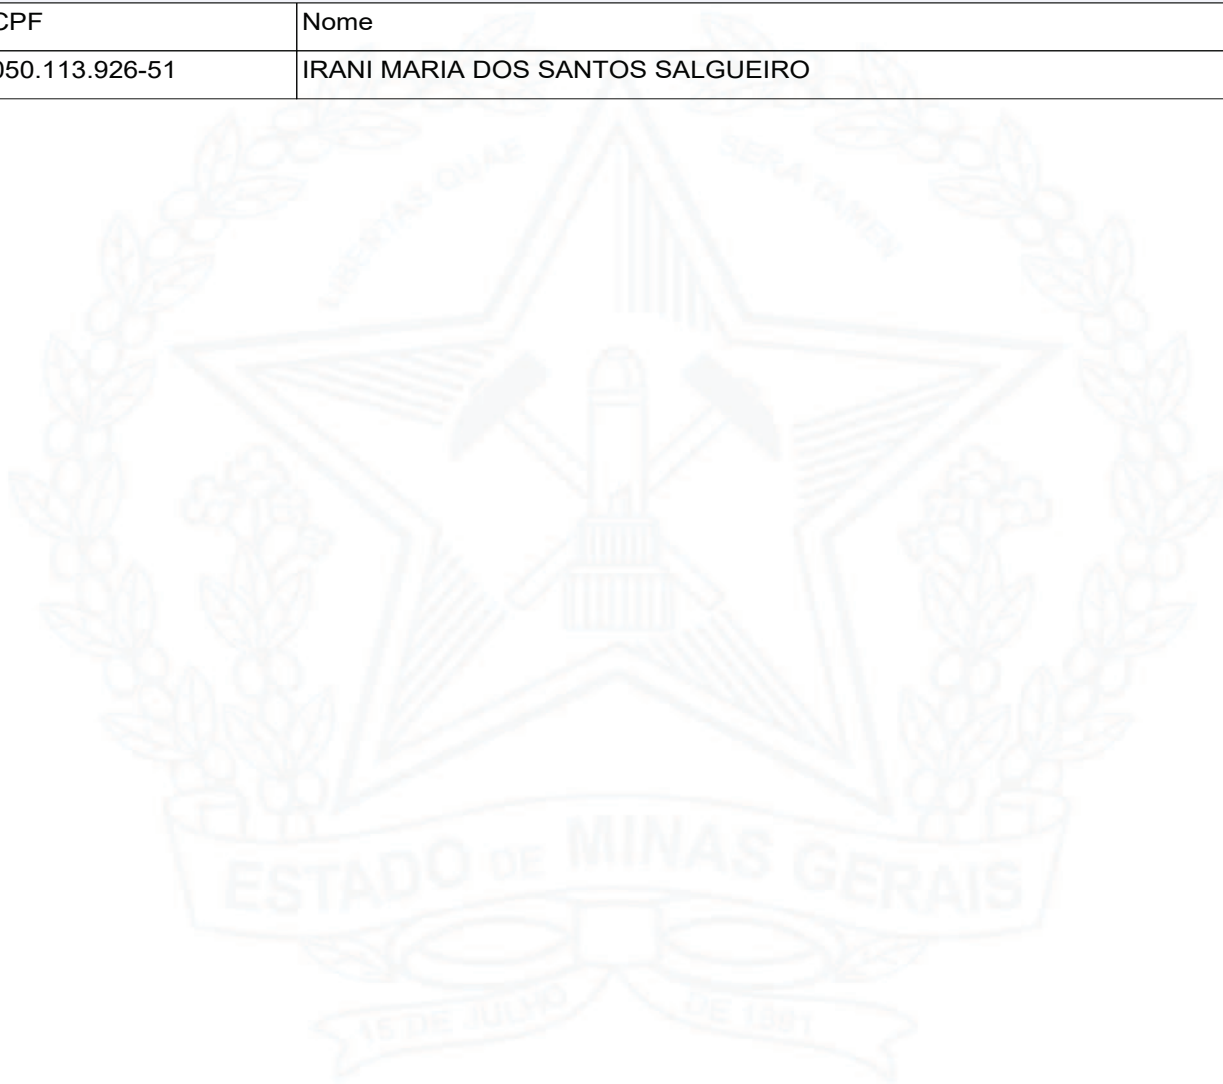 CPF Nome
050.113.926-51 IRANI MARIA DOS SANTOS SALGUEIRO
LIBERTAS QUAE SERA TAMEN
ESTADO DE MINAS GERAIS
15 DE JULHO DE 1891